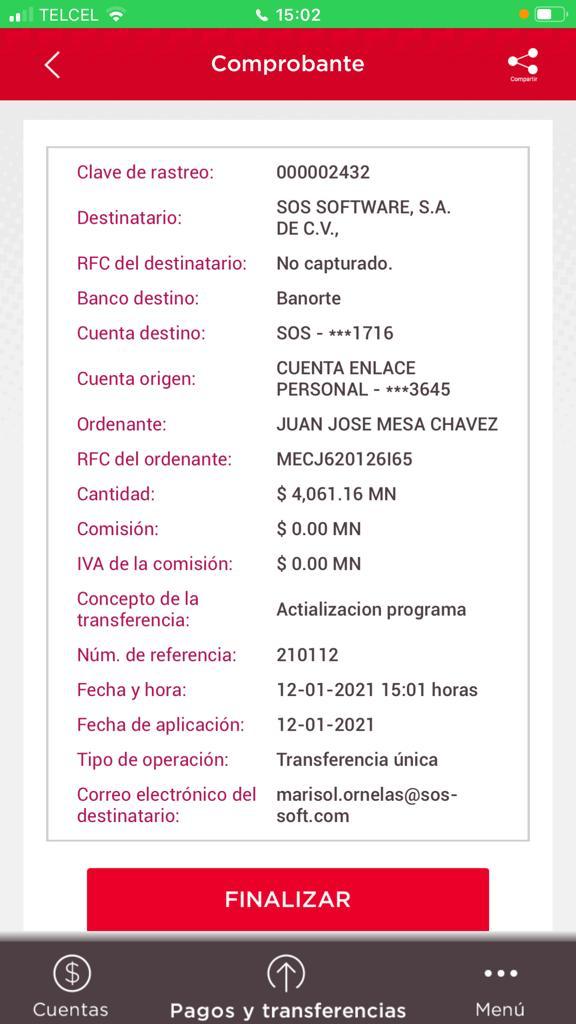 TELCEL 15:02
Comprobante
Compartir
Clave de rastreo: 000002432
Destinatario: SOS SOFTWARE, S.A.
DE C.V.,
RFC del destinatario: No capturado.
Banco destino: Banorte
Cuenta destino: SOS - ***1716
Cuenta origen: CUENTA ENLACE
PERSONAL - ***3645
Ordenante: JUAN JOSE MESA CHAVEZ
RFC del ordenante: MECJ620126I65
Cantidad: $ 4,061.16 MN
Comisión: $ 0.00 MN
IVA de la comisión: $ 0.00 MN
Concepto de la
transferencia: Actializacion programa
Núm. de referencia: 210112
Fecha y hora: 12-01-2021 15:01 horas
Fecha de aplicación: 12-01-2021
Tipo de operación: Transferencia única
Correo electrónico del marisol.ornelas@sos-
destinatario: soft.com
FINALIZAR
Cuentas Pagos y transferencias Menú